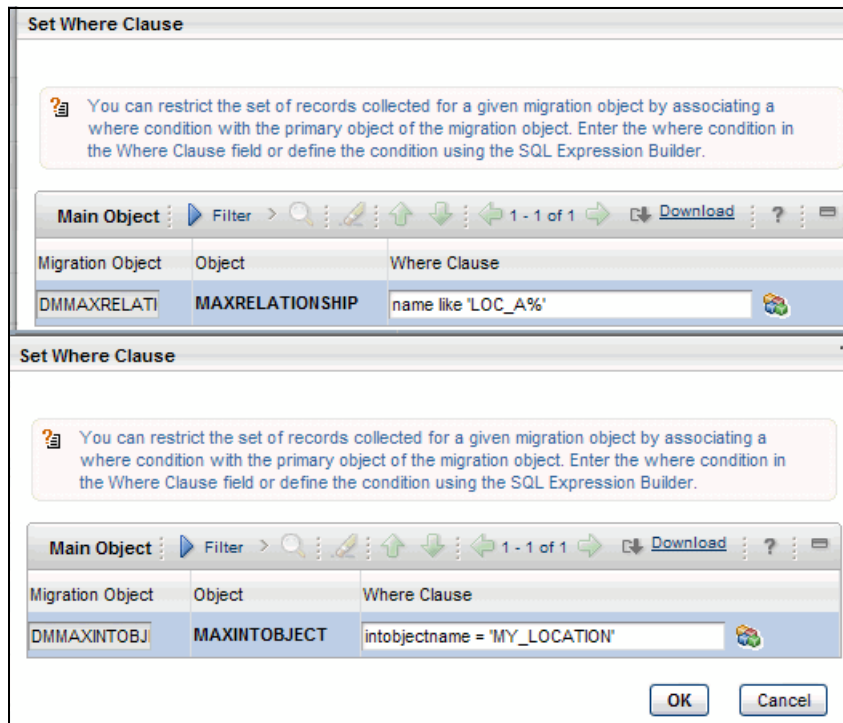 Set Where Clause
You can restrict the set of records collected for a given migration object by associating a
where condition with the primary object of the migration object. Enter the where condition in
the Where Clause field or define the condition using the SQL Expression Builder.
Main Object Filter > 1 - 1 of 1 Download ?
Migration Object Object Where Clause
DMMAXRELATI MAXRELATIONSHIP name like 'LOC_A%'
Set Where Clause
You can restrict the set of records collected for a given migration object by associating a
where condition with the primary object of the migration object. Enter the where condition in
the Where Clause field or define the condition using the SQL Expression Builder.
Main Object Filter > 1 - 1 of 1 Download ?
Migration Object Object Where Clause
DMMAXINTOBJ MAXINTOBJECT intobjectname = 'MY_LOCATION'
OK Cancel